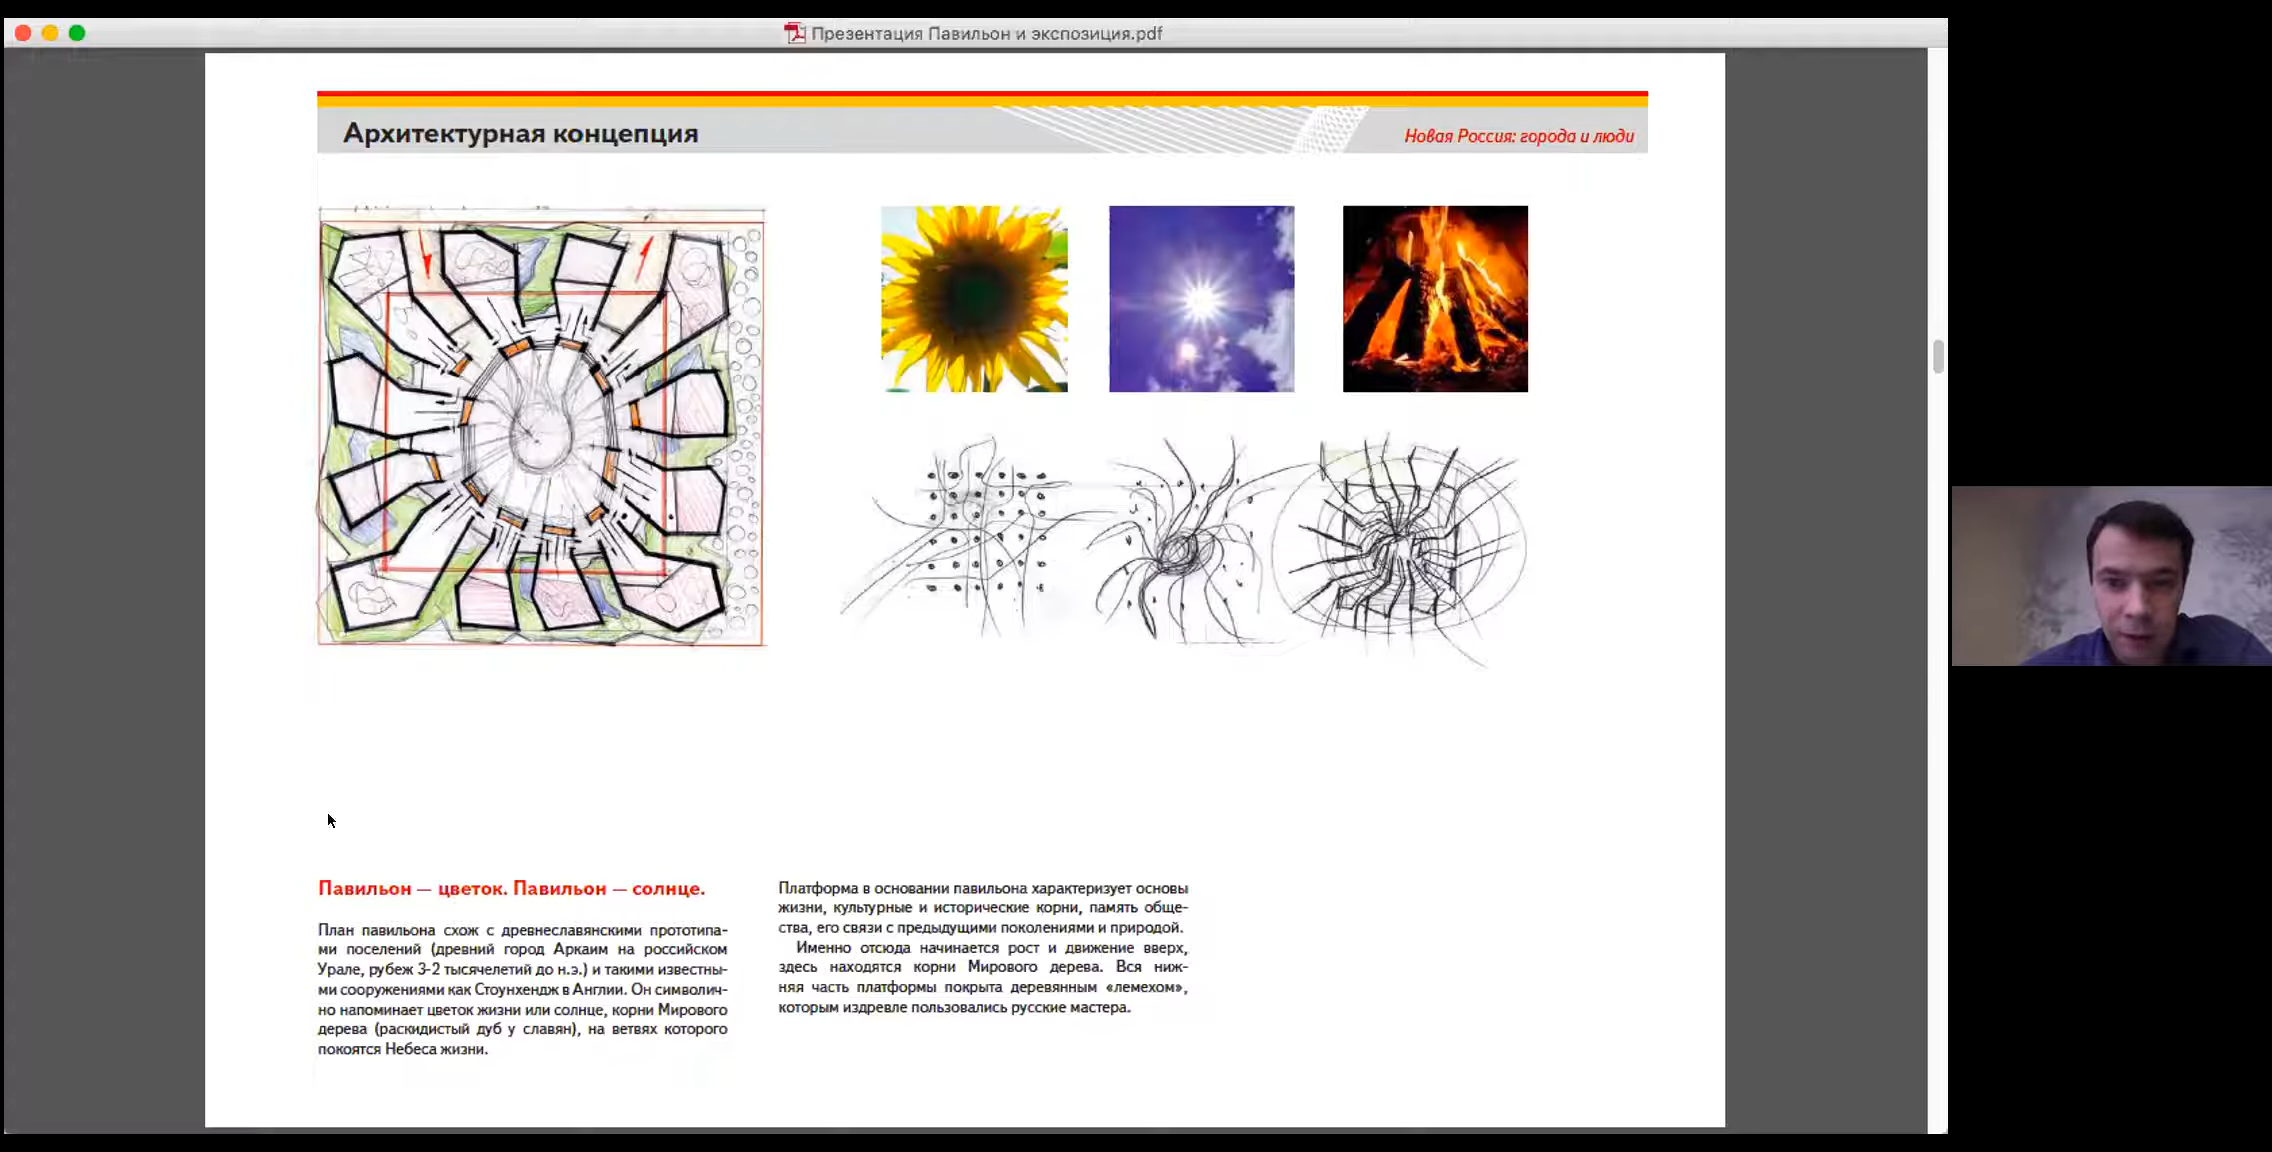 Презентация Павильон и экспозиция.pdf
Архитектурная концепция
Новая Россия: города и люди
Павильон — цветок. Павильон — солнце.
План павильона схож с древнеславянскими прототипа-
ми поселений (древний город Аркаим на российском
Урале, рубеж 3-2 тысячелетий до н.э.) и такими известны-
ми сооружениями как Стоунхендж в Англии. Он символич-
но напоминает цветок жизни или солнце, корни Мирового
дерева (раскидистый дуб у славян), на ветвях которого
покоятся Небеса жизни.
Платформа в основании павильона характеризует основы
жизни, культурные и исторические корни, память обще-
ства, его связи с предыдущими поколениями и природой.
Именно отсюда начинается рост и движение вверх,
здесь находятся корни Мирового дерева. Вся ниж-
няя часть платформы покрыта деревянным «лемехом»,
которым издревле пользовались русские мастера.